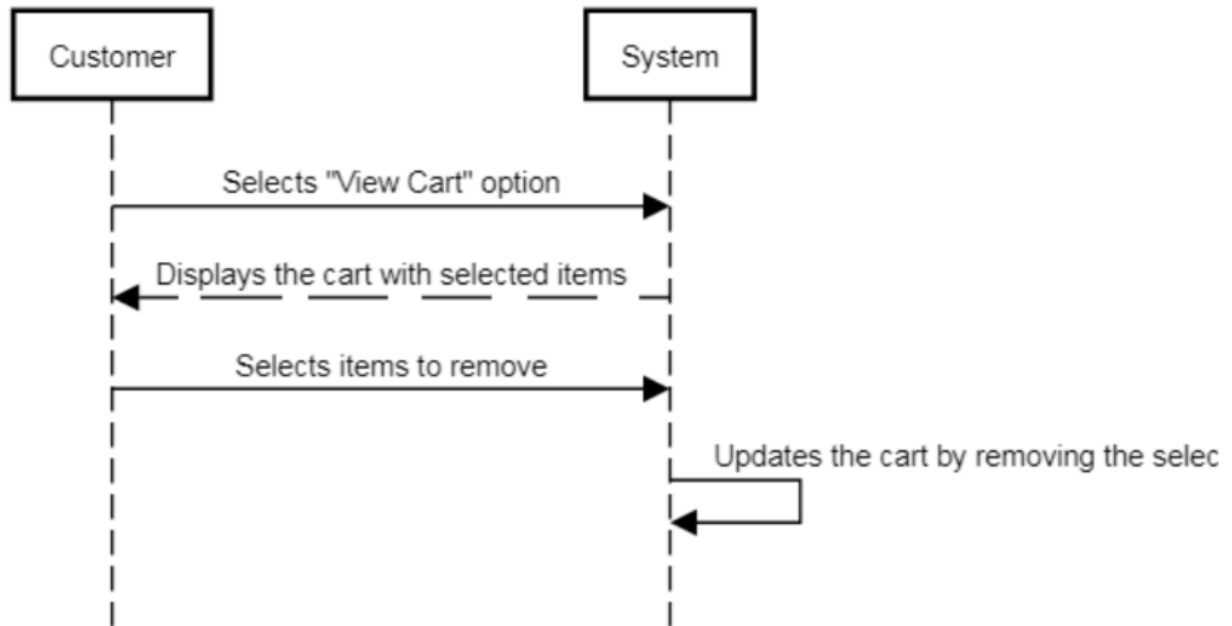 Customer
System
Selects "View Cart" option
Displays the cart with selected items
Selects items to remove
Updates the cart by removing the selec